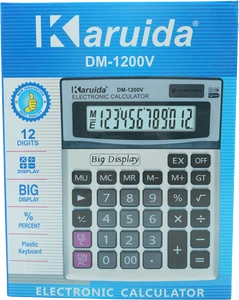 Karuida
DM-1200V
Karuida DM-1200V
ELECTRONIC CALCULATOR
M
E 123456789012
Big Display
EX OFF
MU MC MR M- M+ GT
7 8 9
4 5 6
1 2 3
0 00
12
DIGITS
DISPLAY
BIG
DISPLAY
%
PERCENT
Plastic
Keyboard
ELECTRONIC CALCULATOR